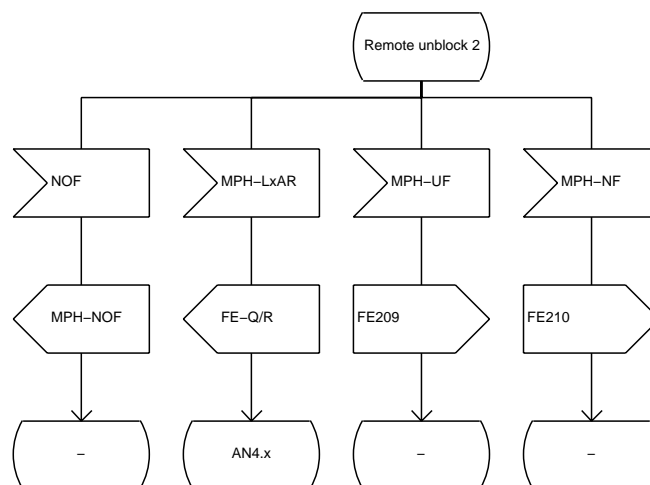 Remote unblock 2
NOF
MPH−LxAR
MPH−UF
MPH−NF
MPH−NOF
FE−Q/R
FE209
FE210
−
AN4.x
−
−